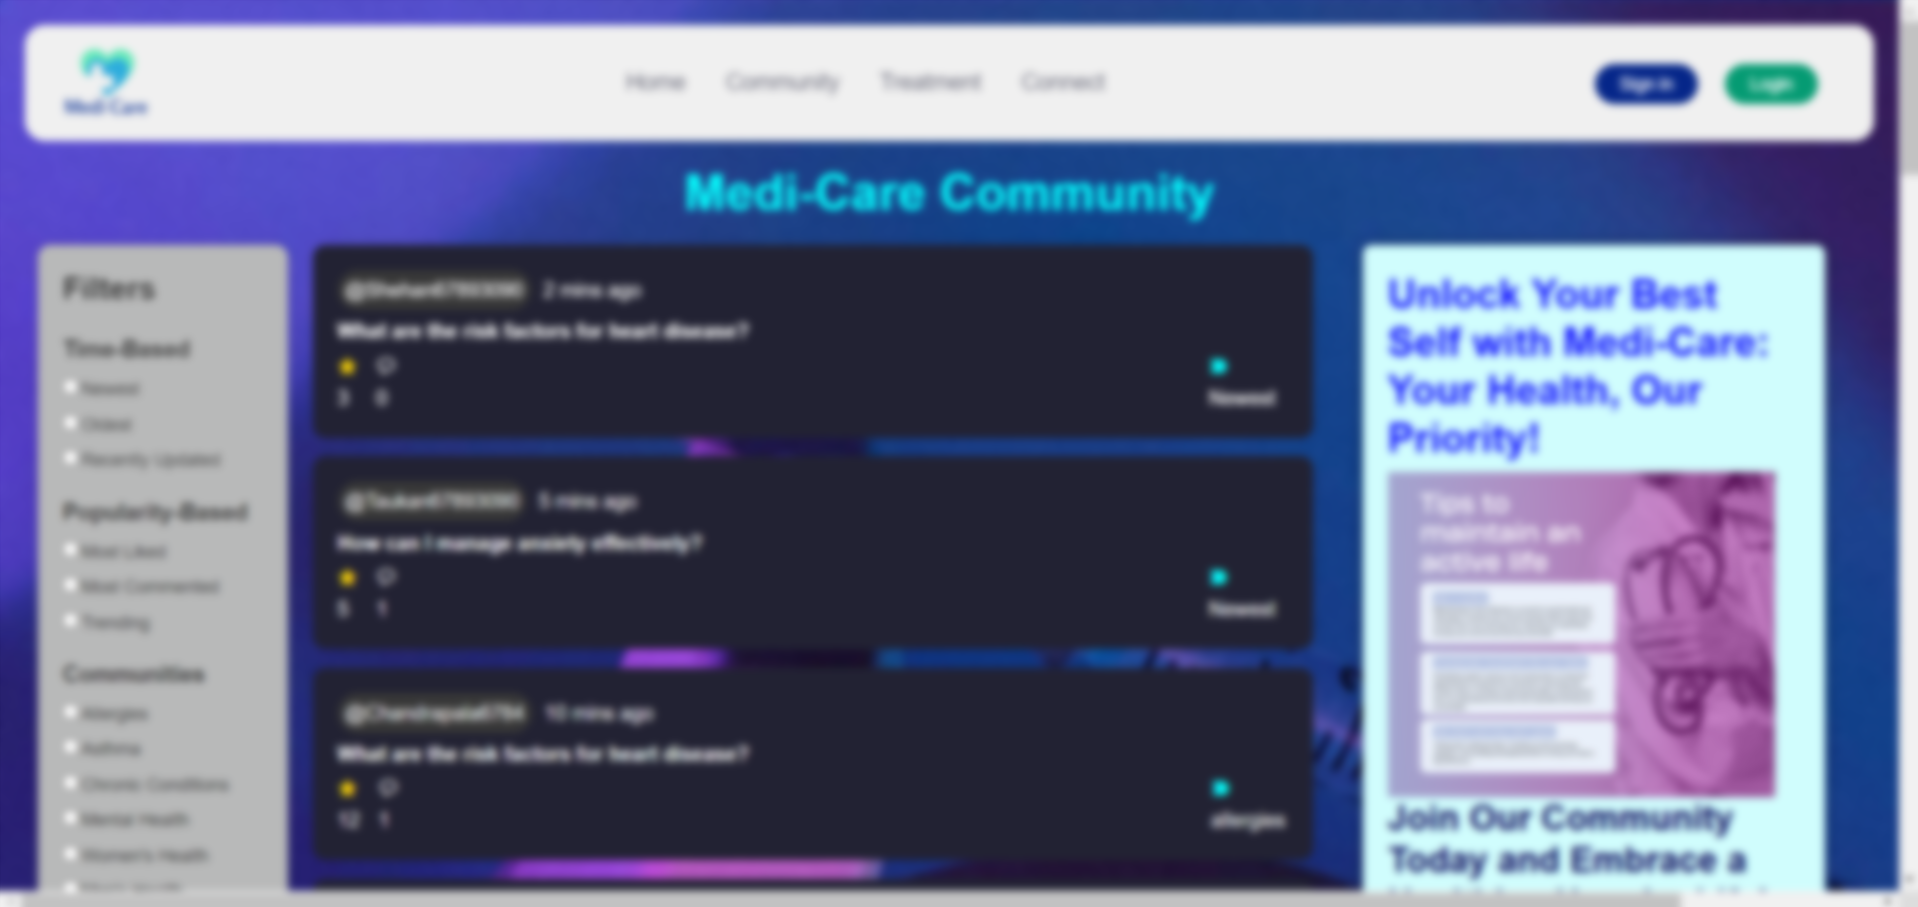 Medi-Care
Home Community Treatment Connect
Sign in Login
Medi-Care Community
Filters
Time-Based
Newest
Oldest
Recently Updated
Popularity-Based
Most Liked
Most Commented
Trending
Communities
Allergies
Asthma
Chronic Conditions
Mental Health
Women's Health
2 mins ago
What are the risk factors for heart disease?
3 0
Newest
5 mins ago
How can I manage anxiety effectively?
5 1
Newest
10 mins ago
What are the risk factors for heart disease?
12 1
allergies
Unlock Your Best
Self with Medi-Care:
Your Health, Our
Priority!
Tips to
maintain an
active life
Join Our Community
Today and Embrace a